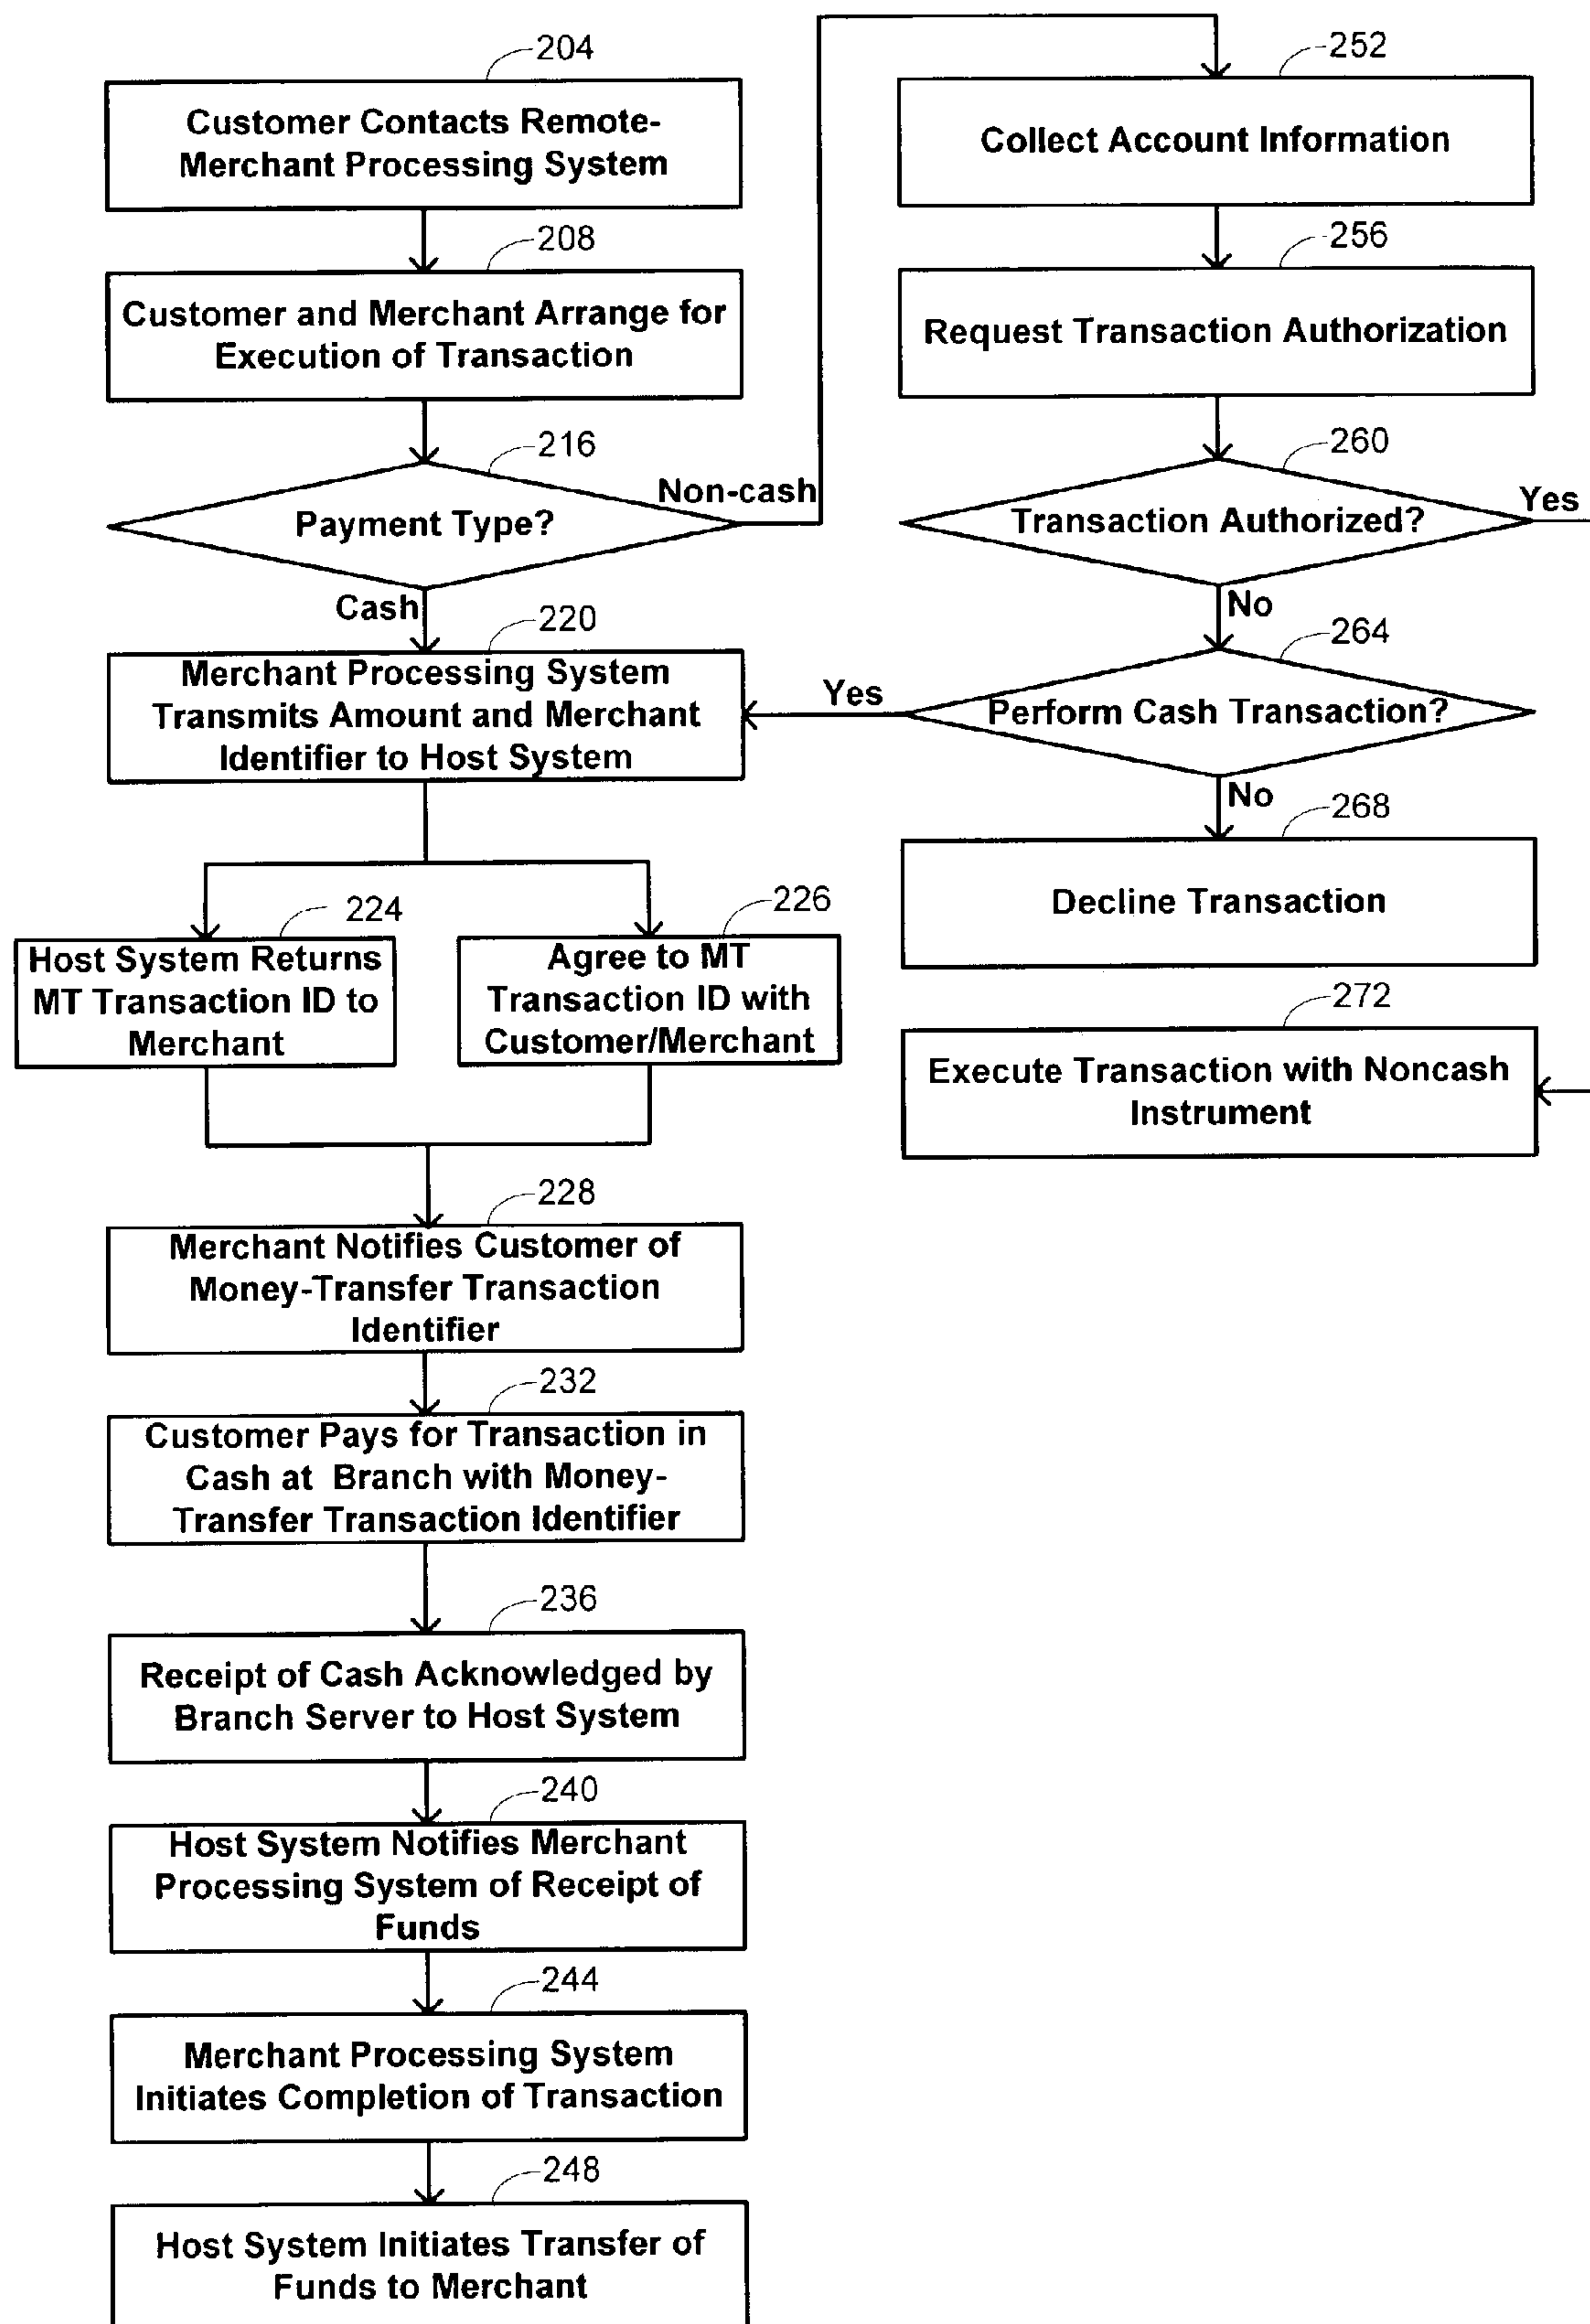 204
Customer Contacts Remote-
Merchant Processing System
208
Customer and Merchant Arrange for
Execution of Transaction
216
Payment Type?
Non-cash
Cash
220
Merchant Processing System
Transmits Amount and Merchant
Identifier to Host System
224
Host System Returns
MT Transaction ID to
Merchant
226
Agree to MT
Transaction ID with
Customer/Merchant
228
Merchant Notifies Customer of
Money-Transfer Transaction
Identifier
232
Customer Pays for Transaction in
Cash at Branch with Money-
Transfer Transaction Identifier
236
Receipt of Cash Acknowledged by
Branch Server to Host System
240
Host System Notifies Merchant
Processing System of Receipt of
Funds
244
Merchant Processing System
Initiates Completion of Transaction
248
Host System Initiates Transfer of
Funds to Merchant
252
Collect Account Information
256
Request Transaction Authorization
260
Transaction Authorized?
Yes
No
264
Perform Cash Transaction?
Yes
No
268
Decline Transaction
272
Execute Transaction with Noncash
Instrument